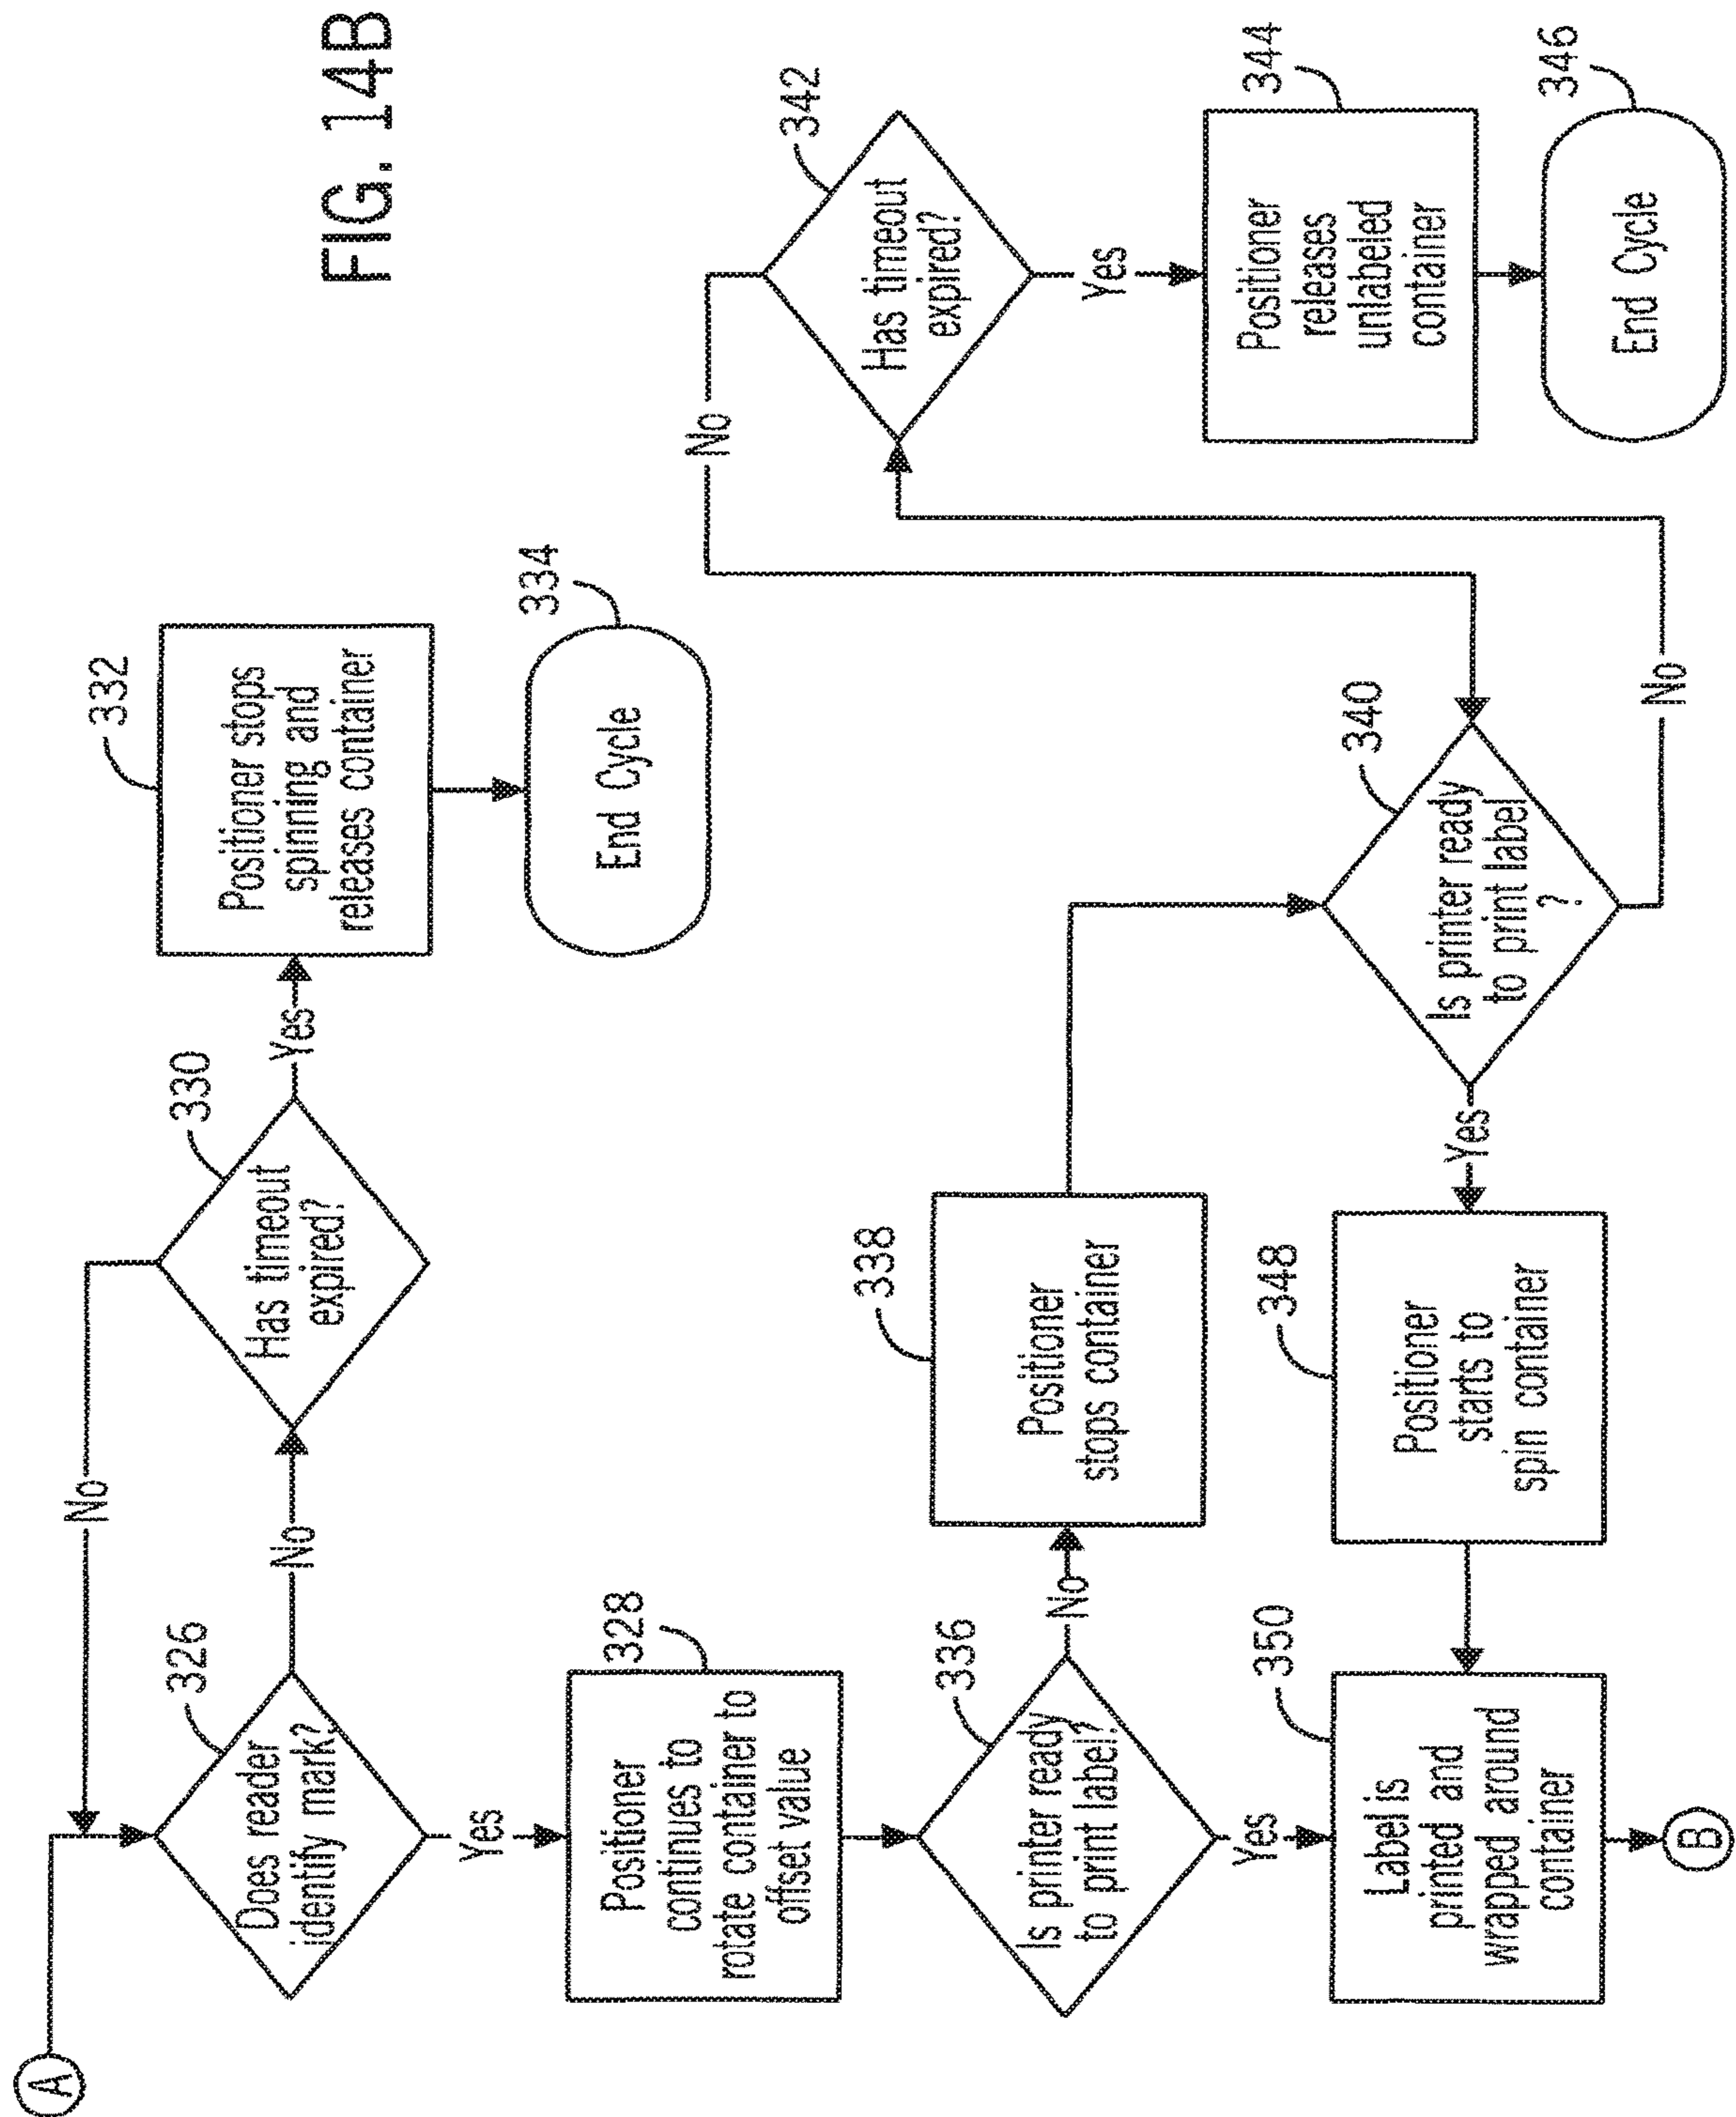 FIG. 14B
A
326
Does reader
identify mark?
No
No
330
Has timeout
expired?
Yes
332
Positioner stops
spinning and
releases container
334
End Cycle
Yes
328
Positioner
continues to
rotate container to
offset value
336
Is printer ready
to print label?
No
338
Positioner
stops container
340
Is printer ready
to print label
?
No
342
Has timeout
expired?
No
Yes
344
Positioner
releases
unlabeled
container
346
End Cycle
Yes
348
Positioner
starts to
spin container
Yes
350
Label is
printed and
wrapped around
container
B